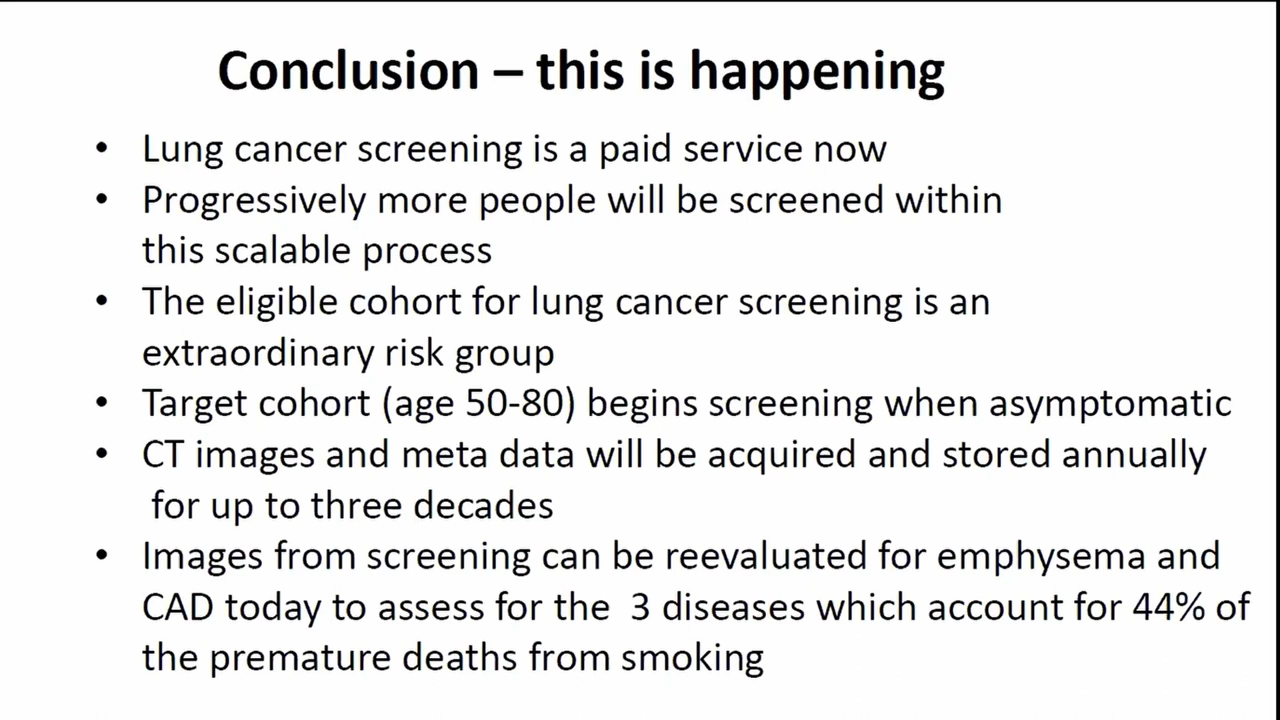 Conclusion – this is happening
• Lung cancer screening is a paid service now
• Progressively more people will be screened within
this scalable process
• The eligible cohort for lung cancer screening is an
extraordinary risk group
• Target cohort (age 50-80) begins screening when asymptomatic
• CT images and meta data will be acquired and stored annually
for up to three decades
• Images from screening can be reevaluated for emphysema and
CAD today to assess for the 3 diseases which account for 44% of
the premature deaths from smoking